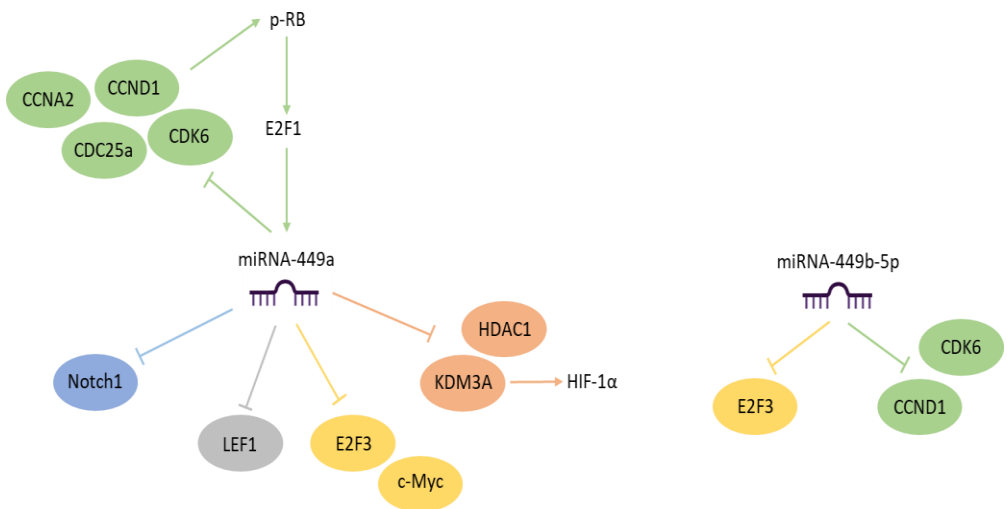 p-RB
CCND1
CCNA2
CDK6
CDC25a
E2F1
miRNA-449a
Notch1
LEF1
E2F3
c-Myc
HDAC1
KDM3A
HIF-1α
miRNA-449b-5p
E2F3
CDK6
CCND1